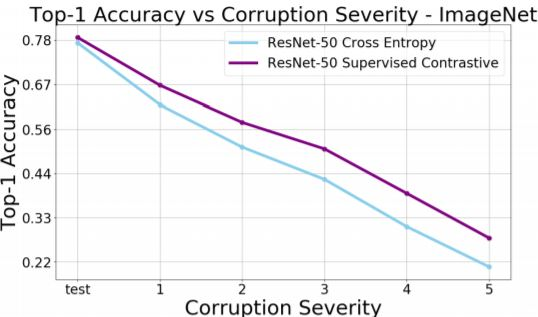 Top-1 Accuracy vs Corruption Severity - ImageNet
ResNet-50 Cross Entropy
ResNet-50 Supervised Contrastive
Top-1 Accuracy
0.78
0.67
0.56
0.44
0.33
0.22
test 1 2 3 4 5
Corruption Severity